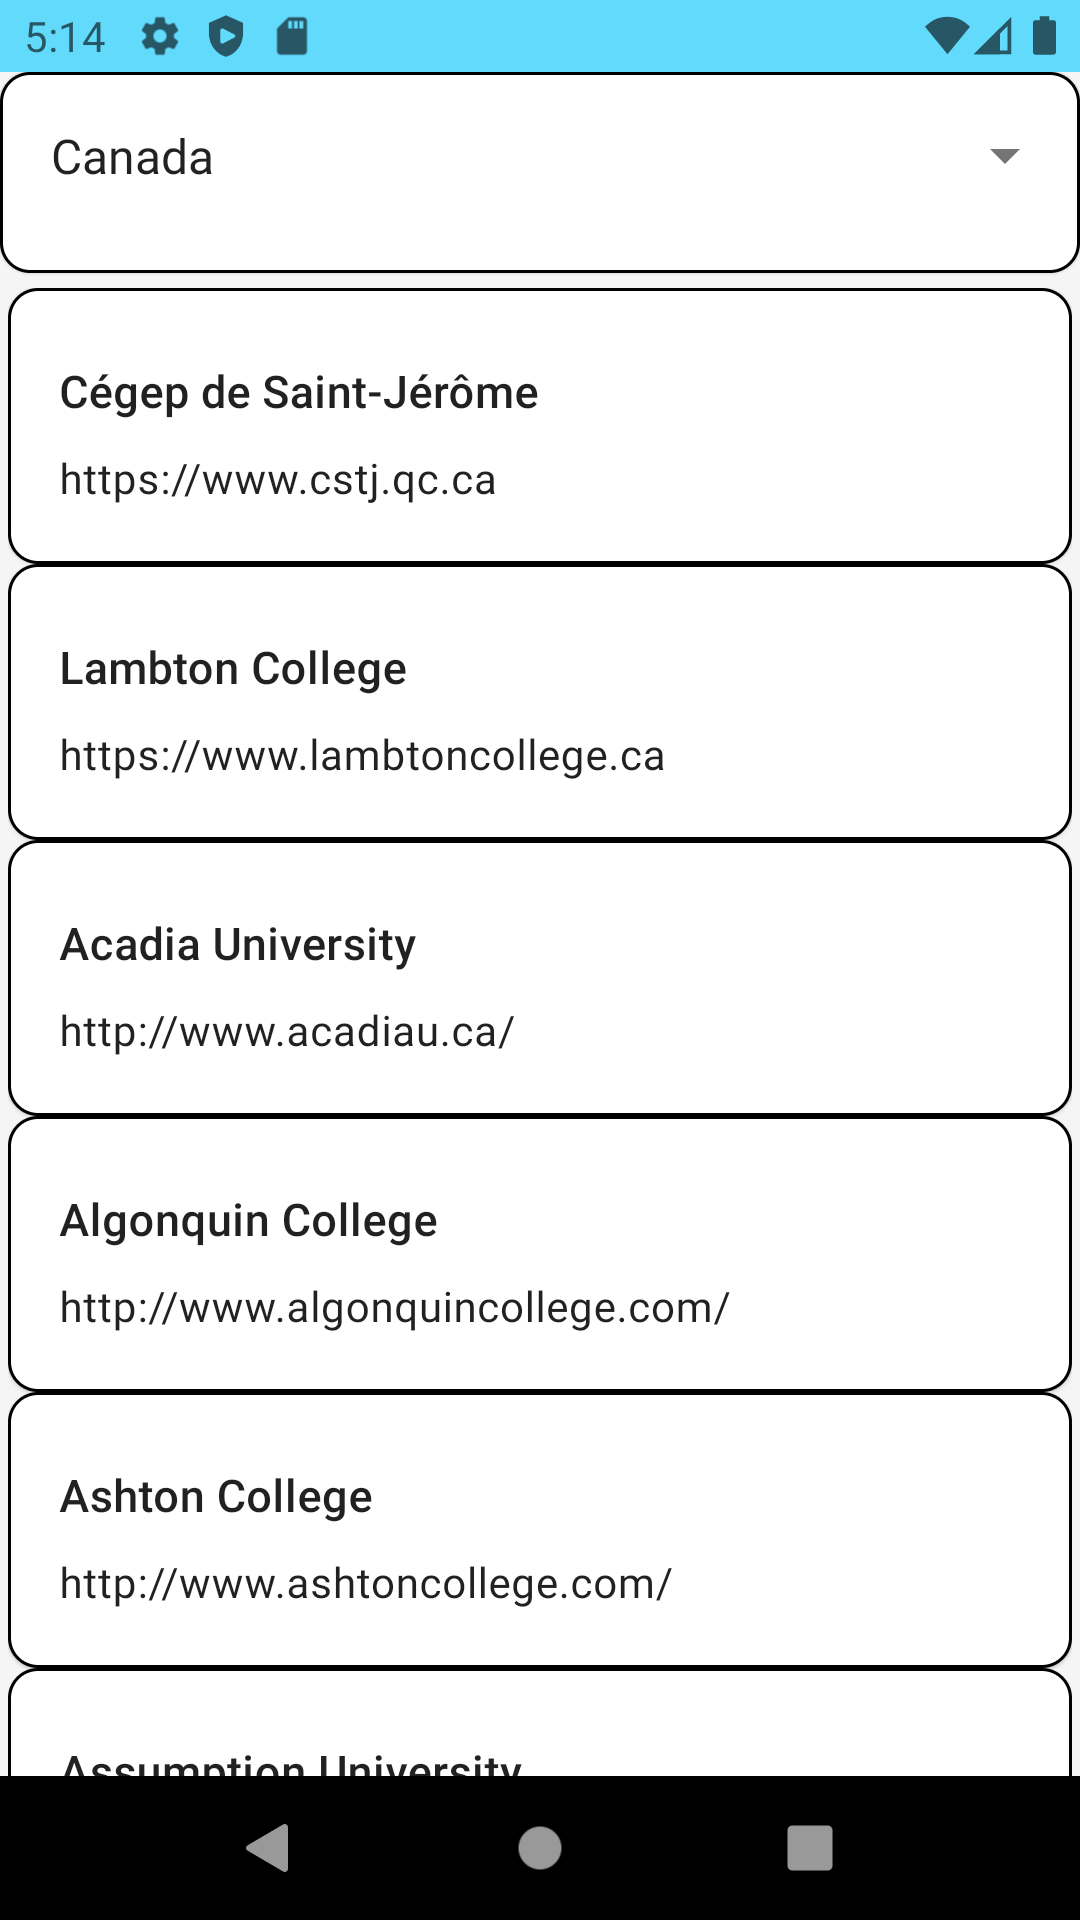 5:14
Canada
Cégep de Saint-Jérôme
https://www.cstj.qc.ca
Lambton College
https://www.lambtoncollege.ca
Acadia University
http://www.acadiau.ca/
Algonquin College
http://www.algonquincollege.com/
Ashton College
http://www.ashtoncollege.com/
Assumption University